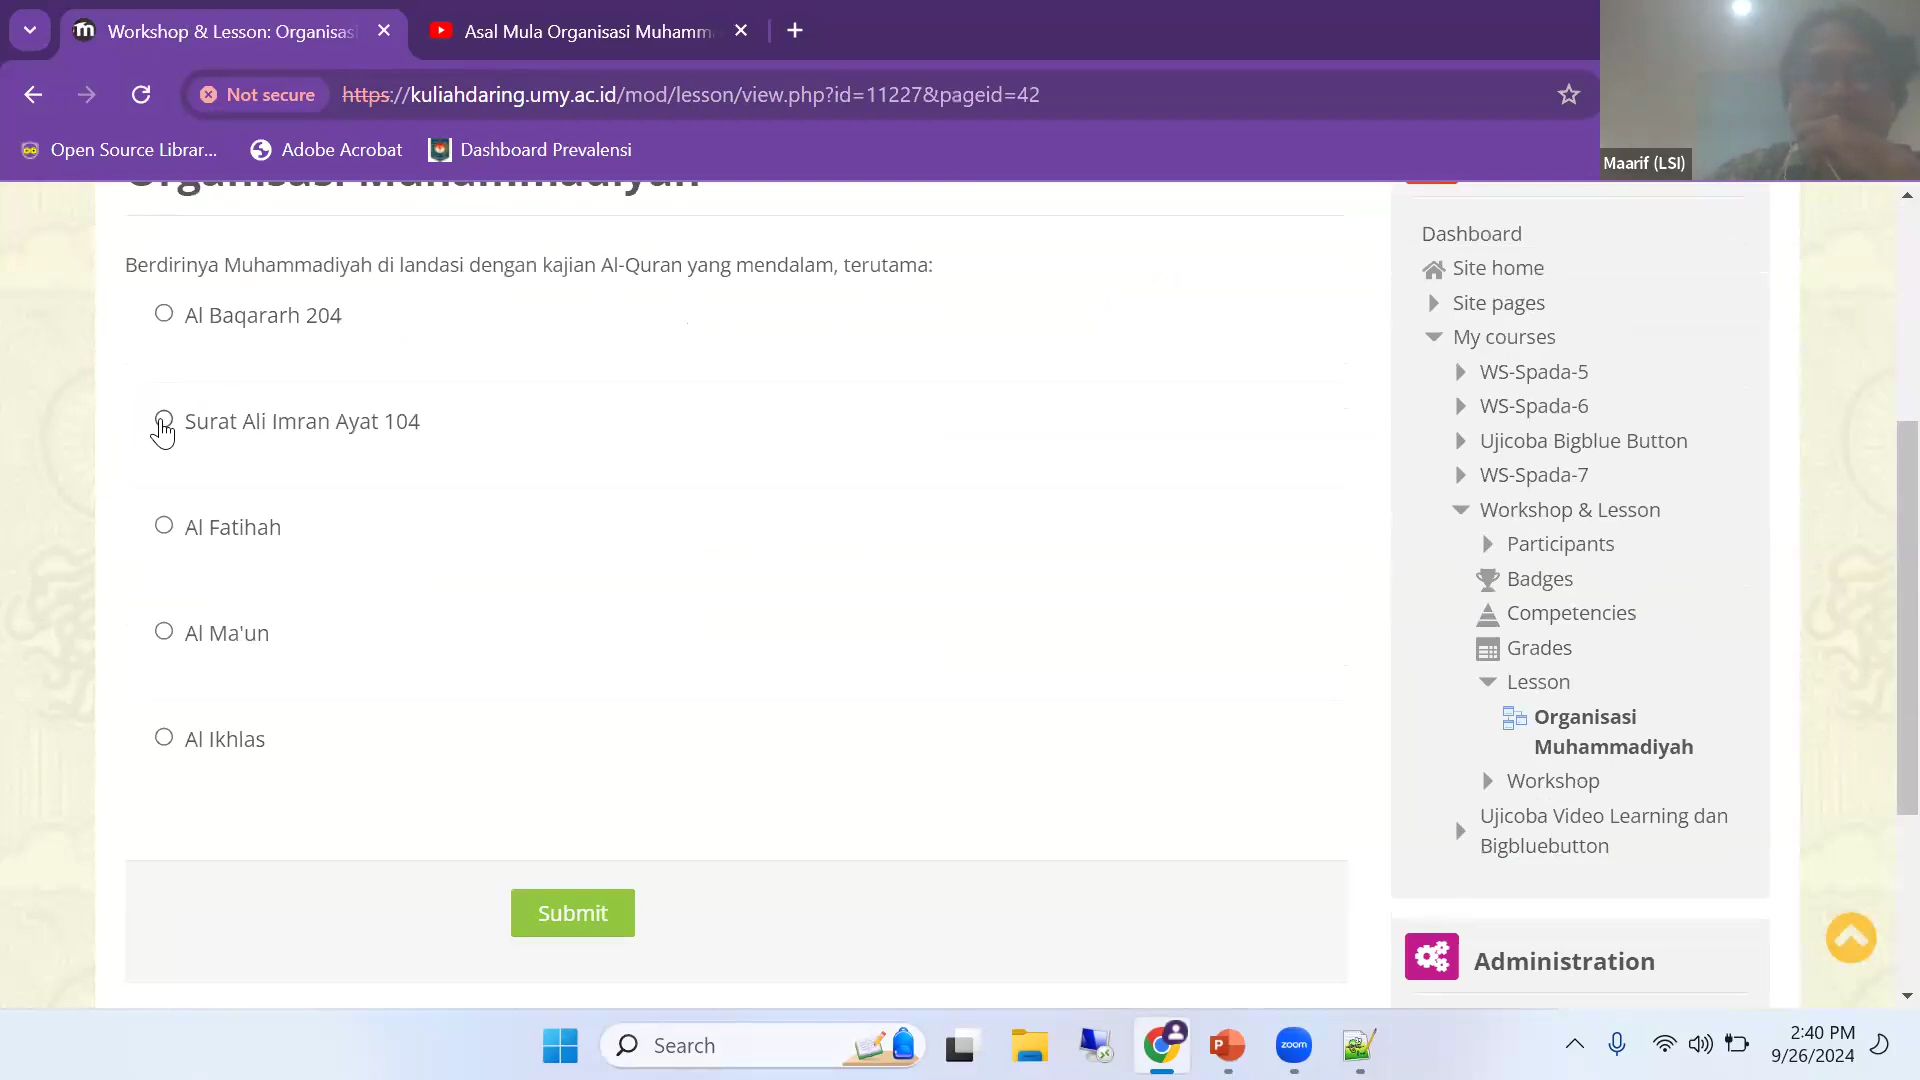 Workshop & Lesson: Organisasi
Asal Mula Organisasi Muhamm
Not secure
https://kuliahdaring.umy.ac.id/mod/lesson/view.php?id=11227&pageid=42
Open Source Librar...
Adobe Acrobat
Dashboard Prevalensi
Maarif (LSI)
Organisasi Muhammadiyah
Berdirinya Muhammadiyah di landasi dengan kajian Al-Quran yang mendalam, terutama:
Al Baqararh 204
Surat Ali Imran Ayat 104
Al Fatihah
Al Ma'un
Al Ikhlas
Submit
Dashboard
Site home
Site pages
My courses
WS-Spada-5
WS-Spada-6
Ujicoba Bigblue Button
WS-Spada-7
Workshop & Lesson
Participants
Badges
Competencies
Grades
Lesson
Organisasi
Muhammadiyah
Workshop
Ujicoba Video Learning dan
Bigbluebutton
Administration
Search
zoom
2:40 PM
9/26/2024